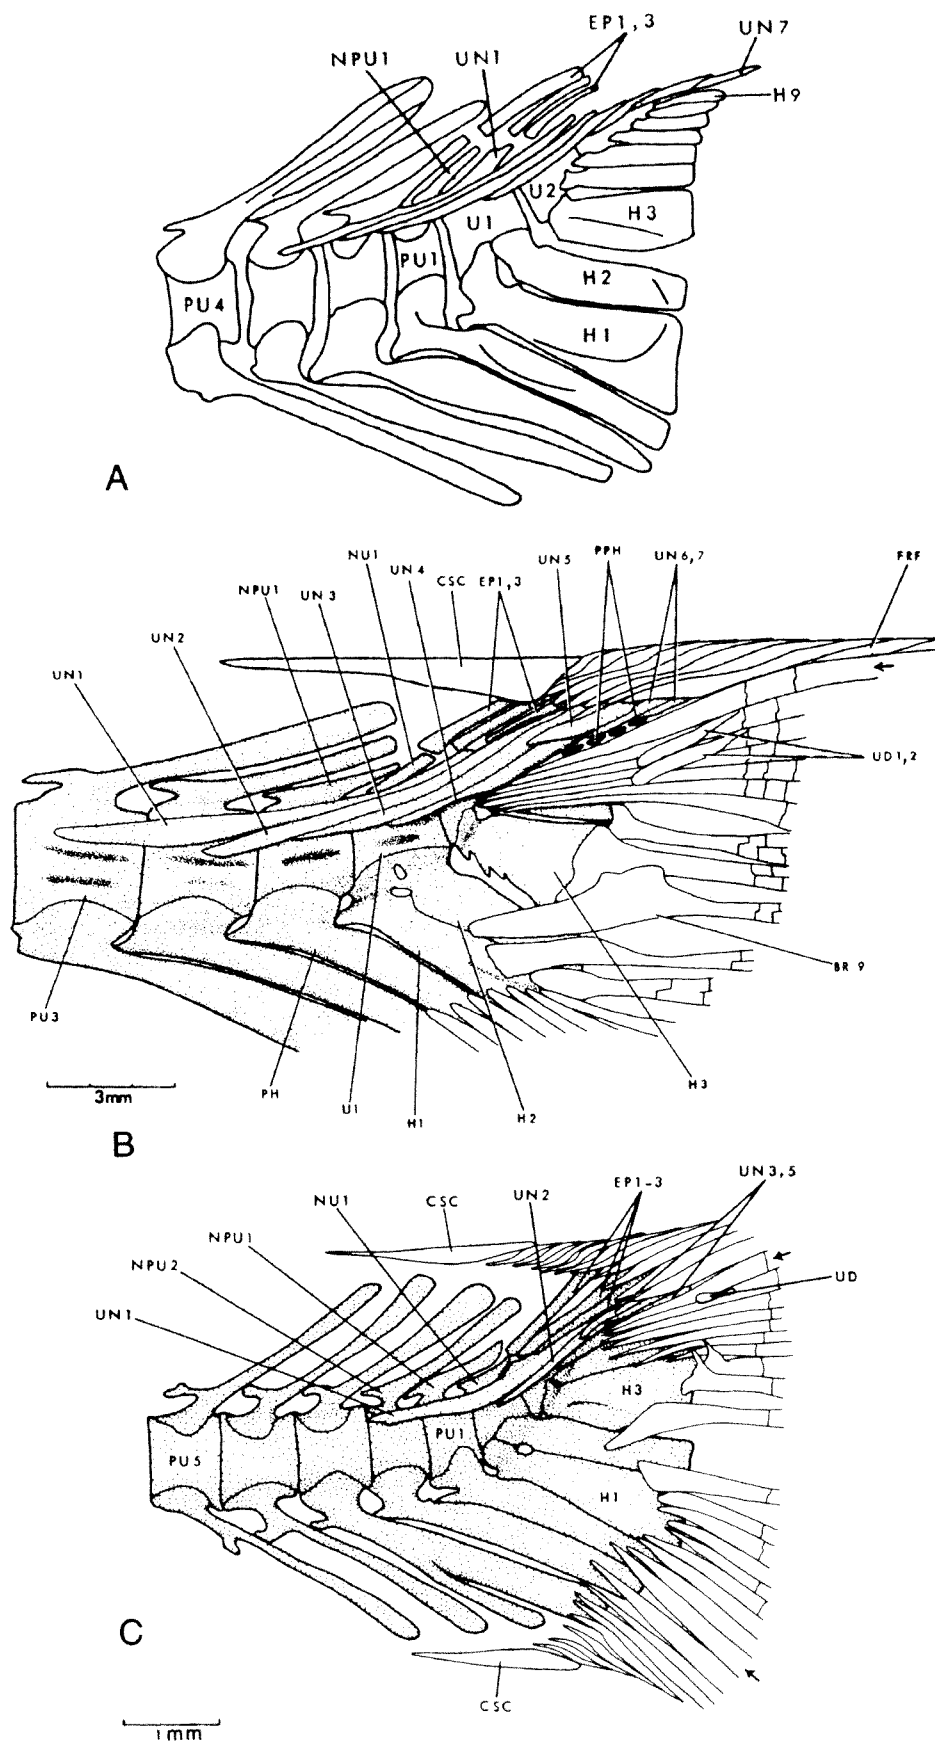 EP1,3
UN7
NPU1
UN1
H9
U2
H3
U1
PU1
H2
PU4
H1
A
NU1
UN5
PPH
UN6,7
FRF
UN4
CSC
EP1,3
NPU1
UN3
UN2
UN1
UD1,2
BR 9
PU3
PH
U1
H1
H2
H3
3mm
B
UN3,5
EP1-3
NU1
CSC
UN2
NPU1
NPU2
UD
UN1
H3
PU1
PU5
H1
C
CSC
1mm